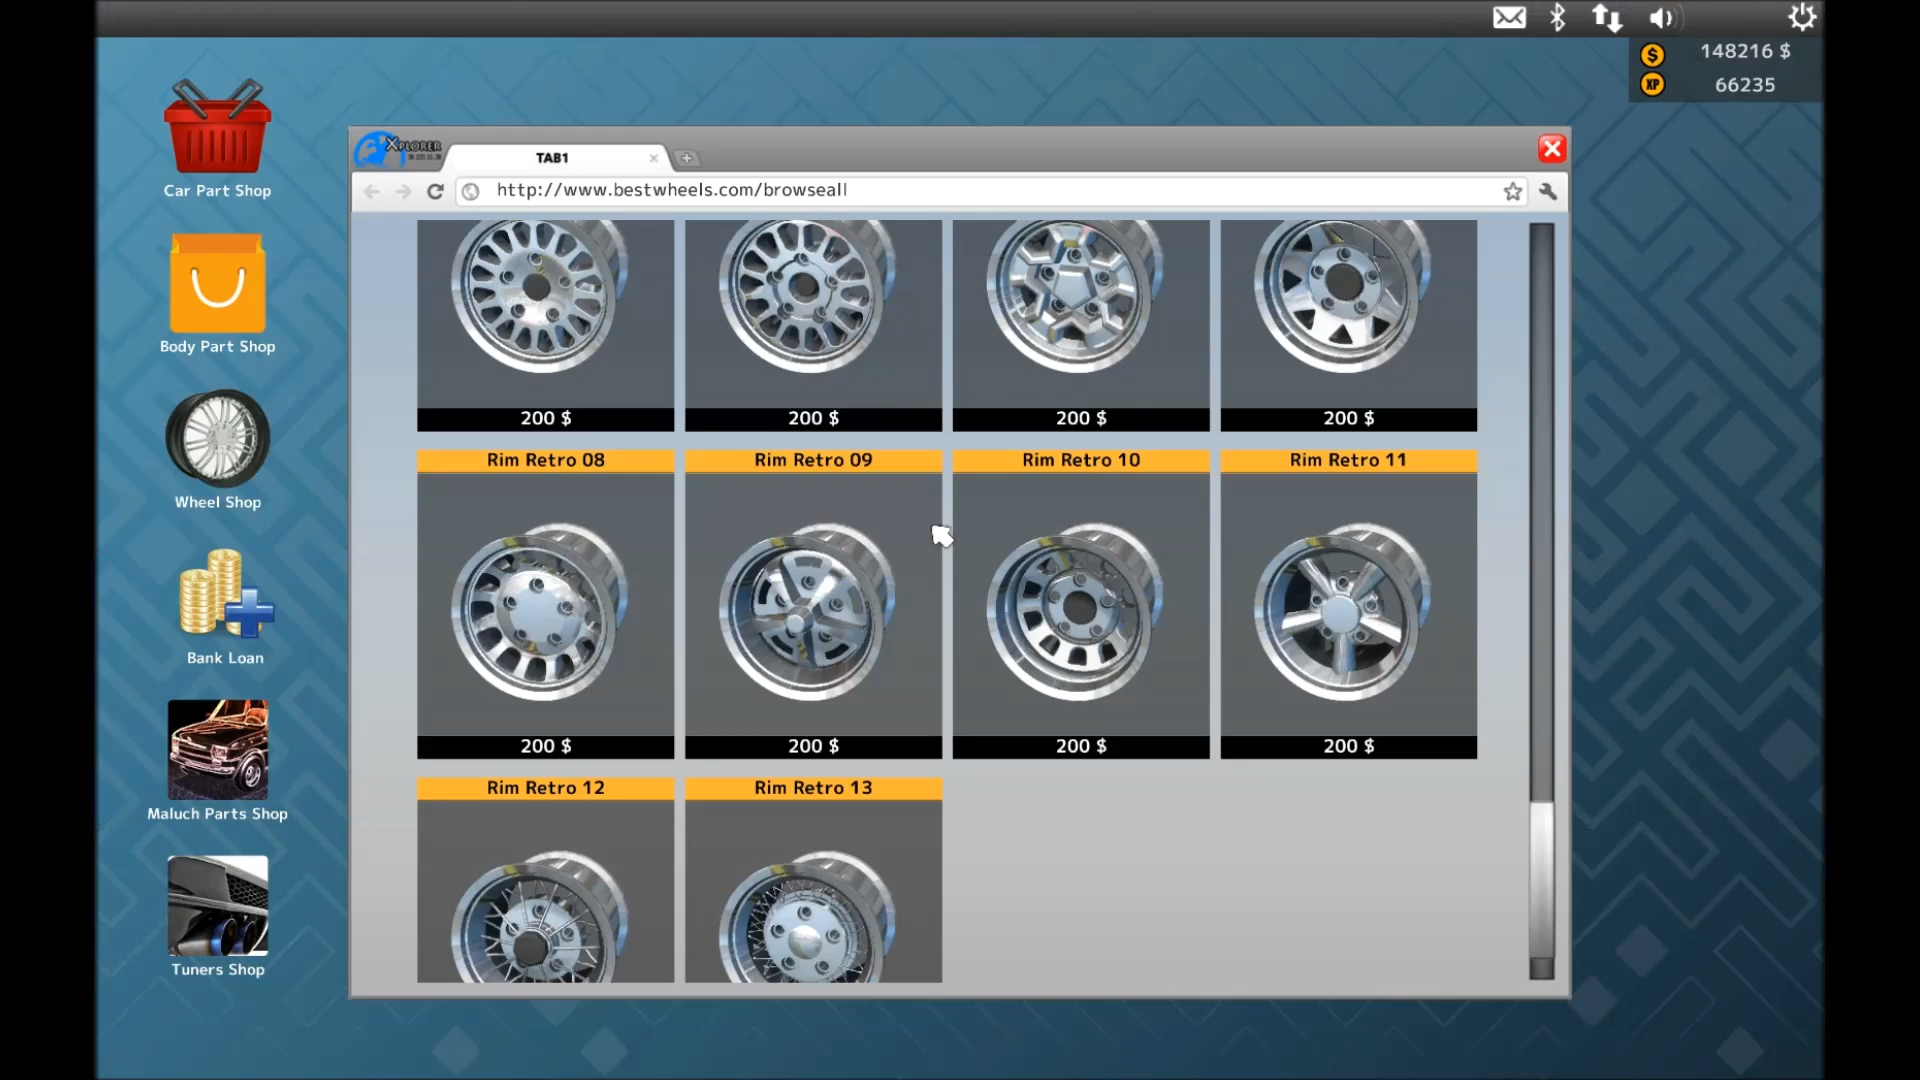 148216 $
XP 66235
XPLORER
TAB1
http://www.bestwheels.com/browseall
Car Part Shop
Body Part Shop
Wheel Shop
Bank Loan
Maluch Parts Shop
Tuners Shop
200 $ 200 $ 200 $ 200 $
Rim Retro 08 Rim Retro 09 Rim Retro 10 Rim Retro 11
200 $ 200 $ 200 $ 200 $
Rim Retro 12 Rim Retro 13